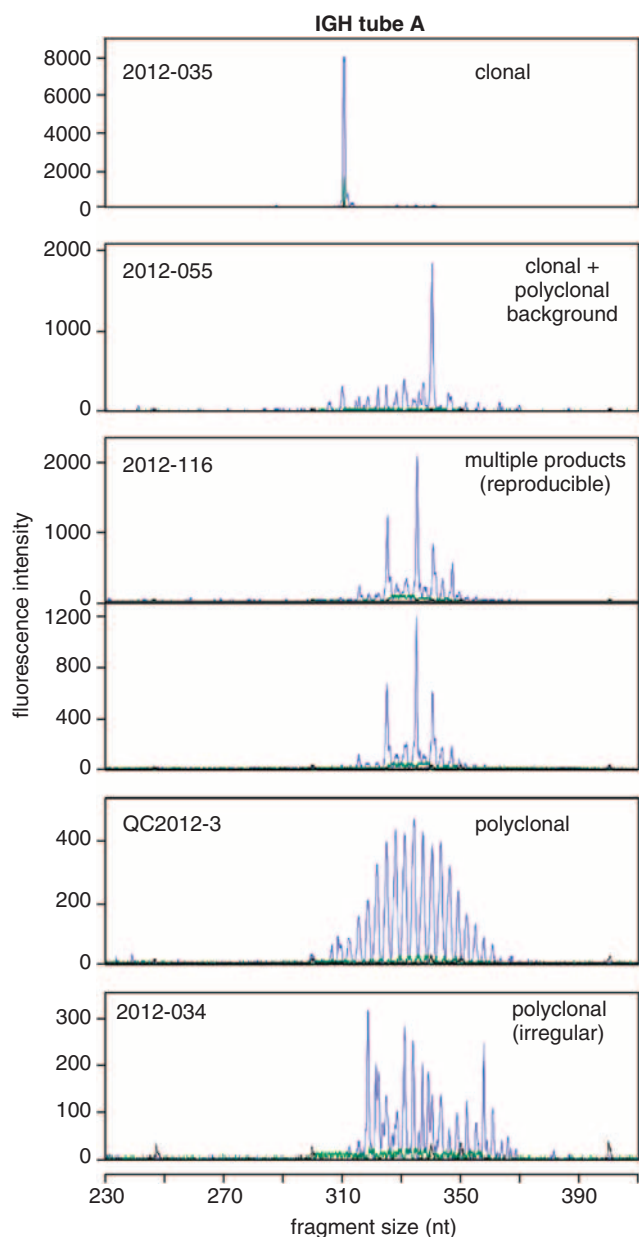 IGH tube A
8000
6000
4000
2000
0
2012-035
clonal
2000
1000
0
2012-055
clonal +
polyclonal
background
2000
1000
0
2012-116
multiple products
(reproducible)
1200
800
400
0
400
200
0
QC2012-3
polyclonal
300
200
100
0
2012-034
polyclonal
(irregular)
230
270
310
350
390
fragment size (nt)
fluorescence intensity